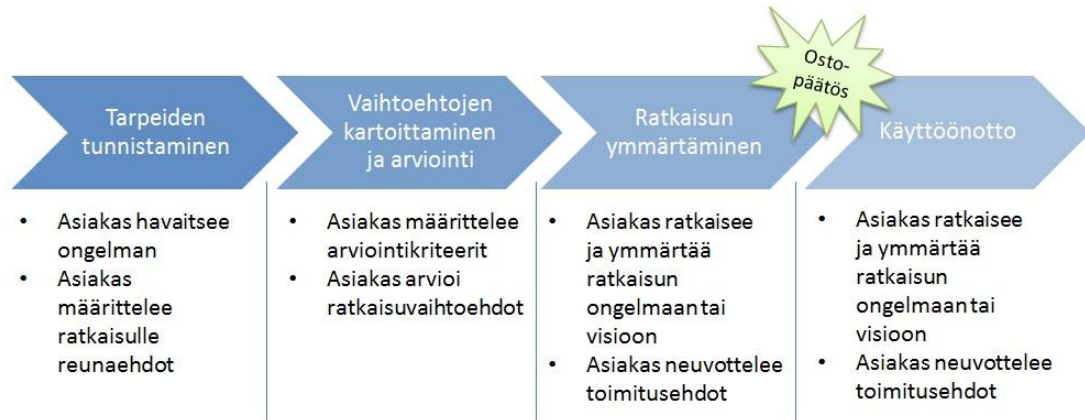 Tarpeiden
tunnistaminen
Vaihtoehtojen
kartoittaminen
ja arviointi
Ratkaisun
ymmärtäminen
Osto-
päätös
Käyttöönotto
• Asiakas havaitsee
ongelman
• Asiakas
määrittelee
ratkaisulle
reunaehdot
• Asiakas määrittelee
arviointikriteerit
• Asiakas arvioi
ratkaisuvaihtoehdot
• Asiakas ratkaisee
ja ymmärtää
ratkaisun
ongelmaan tai
visioon
• Asiakas neuvottelee
toimitusehdot
• Asiakas ratkaisee
ja ymmärtää
ratkaisun
ongelmaan tai
visioon
• Asiakas neuvottelee
toimitusehdot